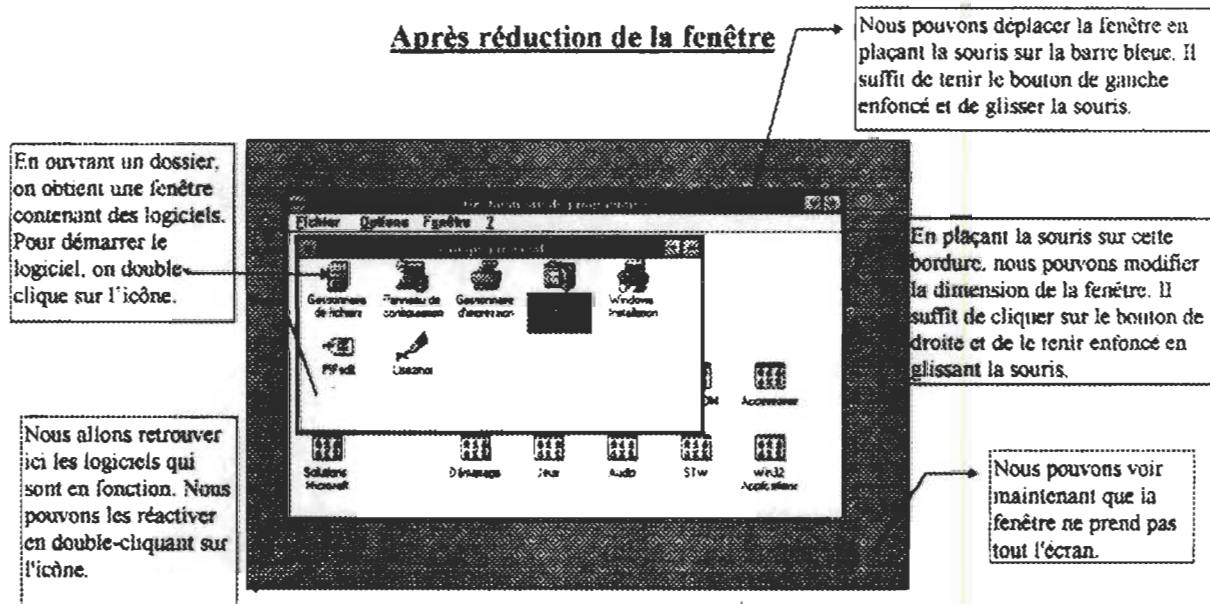 Après réduction de la fenêtre
Nous pouvons déplacer la fenêtre en
plaçant la souris sur la barre bleue. Il
suffit de tenir le bouton de gauche
enfoncé et de glisser la souris.
En ouvrant un dossier,
on obtient une fenêtre
contenant des logiciels.
Pour démarrer le
logiciel, on double-
clique sur l'icône.
Fichier Options Fenêtre ?
Gestionnaire
de fichiers
Panneau de
configuration
Gestionnaire
d'impression
Windows
Installation
PIF edit
Accessoires
Solutions
Microsoft
Démarrage
Jeux
Audio
STW
Win32
Applications
En plaçant la souris sur cette
bordure, nous pouvons modifier
la dimension de la fenêtre. Il
suffit de cliquer sur le bouton de
droite et de le tenir enfoncé en
glissant la souris.
Nous allons retrouver
ici les logiciels qui
sont en fonction. Nous
pouvons les réactiver
en double-cliquant sur
l'icône.
Nous pouvons voir
maintenant que la
fenêtre ne prend pas
tout l'écran.